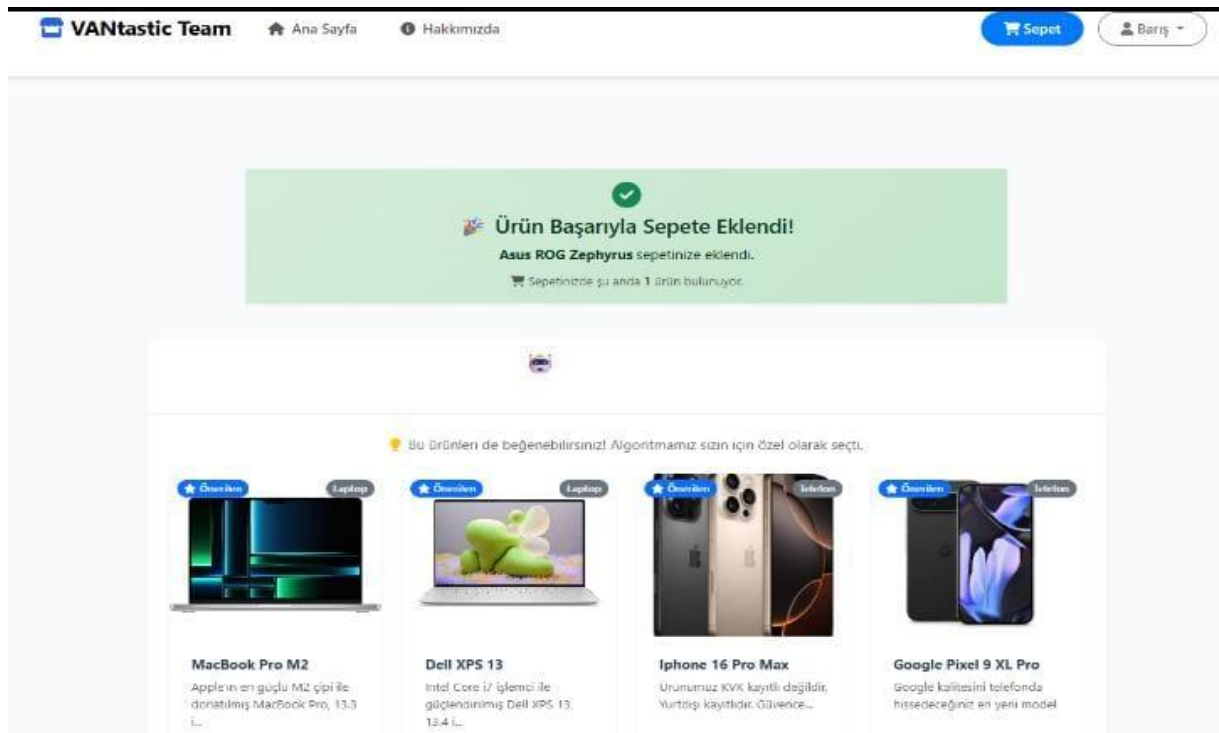 VANtastic Team
Ana Sayfa
Hakkımızda
Sepet
Barış
Ürün Başarıyla Sepete Eklendi!
Asus ROG Zephyrus sepetinize eklendi.
Sepetinizde şu anda 1 ürün bulunuyor.
Bu ürünleri de beğenebilirsiniz! Algoritmamız sizin için özel olarak seçti.
Önerilen
Laptop
Önerilen
Laptop
Önerilen
Telefon
Önerilen
Telefon
MacBook Pro M2
Apple'ın en güçlü M2 çipi ile
donatılmış MacBook Pro, 13.3
i...
Dell XPS 13
Intel Core i7 işlemci ile
güçlendirilmiş Dell XPS 13,
13.4 i...
Iphone 16 Pro Max
Ürünümüz KVK kayıtlı değildir.
Yurtdışı kayıtlıdır. Güvence...
Google Pixel 9 XL Pro
Google kalitesini telefonda
hissedeceğiniz en yeni model